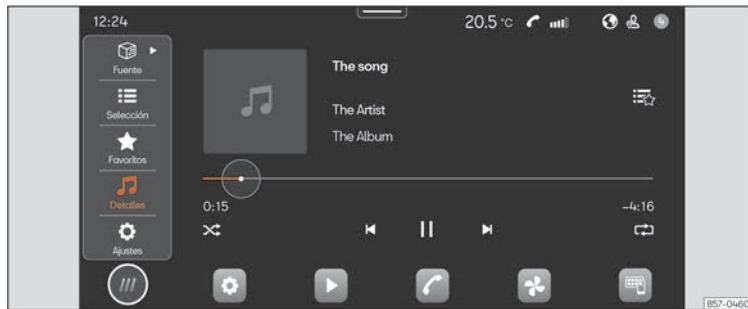 12:24
20.5 °C
4
Fuente
Selección
Favoritos
Detalles
Ajustes
The song
The Artist
The Album
0:15
-4:16
B57-0460